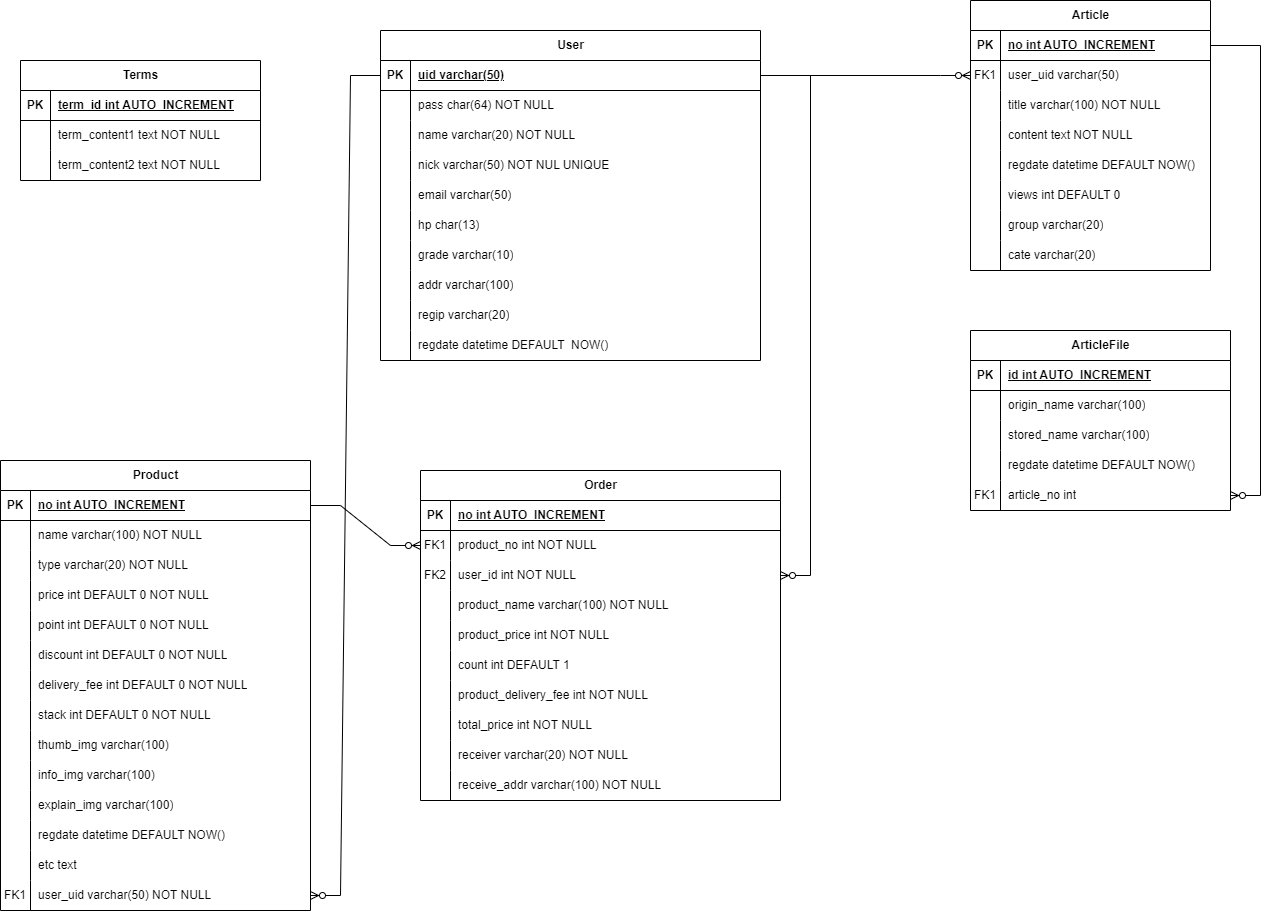 Terms
PK term_id int AUTO_INCREMENT
term_content1 text NOT NULL
term_content2 text NOT NULL
User
PK uid varchar(50)
pass char(64) NOT NULL
name varchar(20) NOT NULL
nick varchar(50) NOT NUL UNIQUE
email varchar(50)
hp char(13)
grade varchar(10)
addr varchar(100)
regip varchar(20)
regdate datetime DEFAULT  NOW()
Article
PK no int AUTO_INCREMENT
FK1 user_uid varchar(50)
title varchar(100) NOT NULL
content text NOT NULL
regdate datetime DEFAULT NOW()
views int DEFAULT 0
group varchar(20)
cate varchar(20)
ArticleFile
PK id int AUTO_INCREMENT
origin_name varchar(100)
stored_name varchar(100)
regdate datetime DEFAULT NOW()
FK1 article_no int
Product
PK no int AUTO_INCREMENT
name varchar(100) NOT NULL
type varchar(20) NOT NULL
price int DEFAULT 0 NOT NULL
point int DEFAULT 0 NOT NULL
discount int DEFAULT 0 NOT NULL
delivery_fee int DEFAULT 0 NOT NULL
stack int DEFAULT 0 NOT NULL
thumb_img varchar(100)
info_img varchar(100)
explain_img varchar(100)
regdate datetime DEFAULT NOW()
etc text
FK1 user_uid varchar(50) NOT NULL
Order
PK no int AUTO_INCREMENT
FK1 product_no int NOT NULL
FK2 user_id int NOT NULL
product_name varchar(100) NOT NULL
product_price int NOT NULL
count int DEFAULT 1
product_delivery_fee int NOT NULL
total_price int NOT NULL
receiver varchar(20) NOT NULL
receive_addr varchar(100) NOT NULL